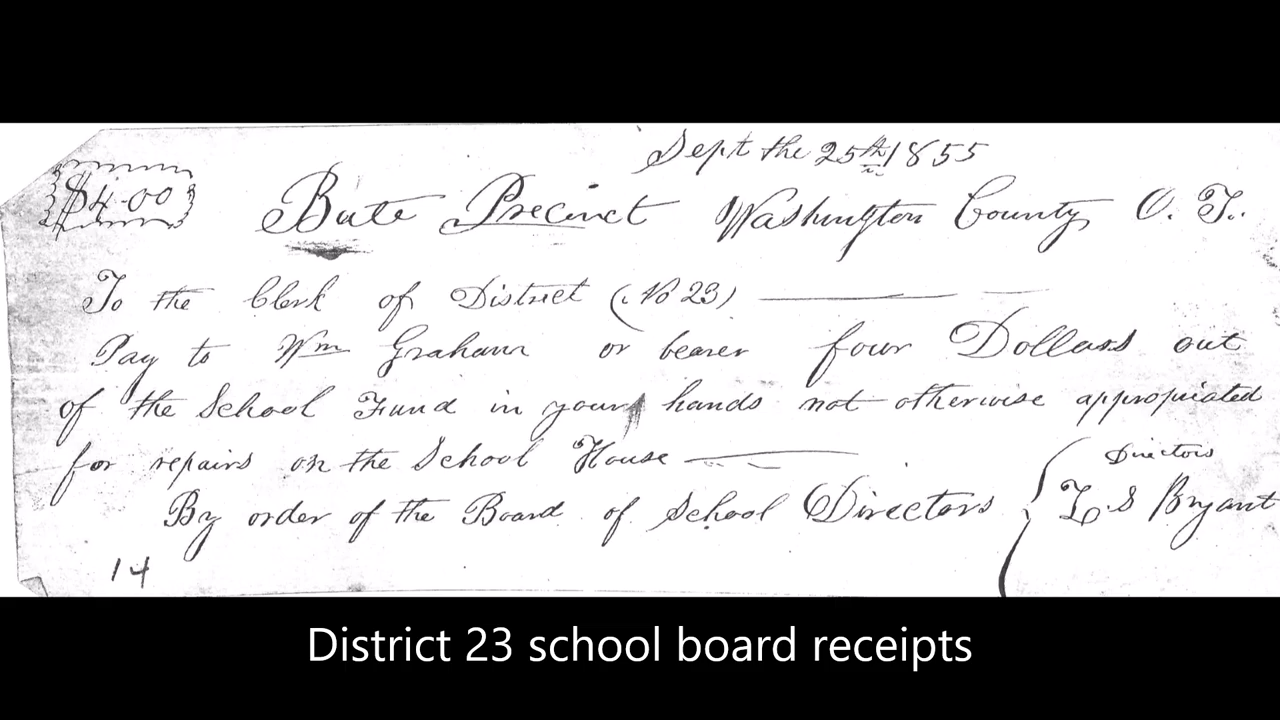 Sept the 25th 1855
$4.00
Bute Precinct Washington County O. T.
To the Clerk of District (No 23)
Pay to Wm Graham or bearer four Dollars out
of the School Fund in your hands not otherwise appropiated
for repairs on the School House
Directors
By order of the Board of School Directors
S Bryant
14
District 23 school board receipts